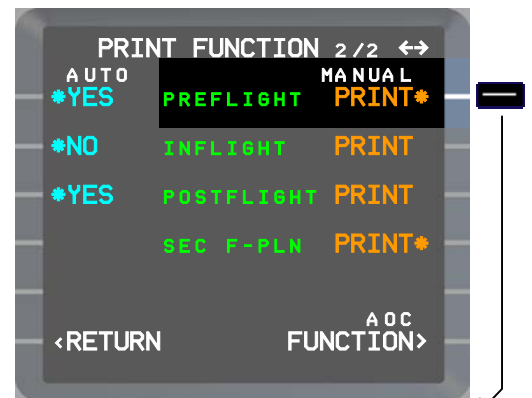 PRINT FUNCTION 2/2 ←→
AUTO MANUAL
*YES PREFLIGHT PRINT*
*NO INFLIGHT PRINT
*YES POSTFLIGHT PRINT
SEC F-PLN PRINT*
AOC
<RETURN FUNCTION>